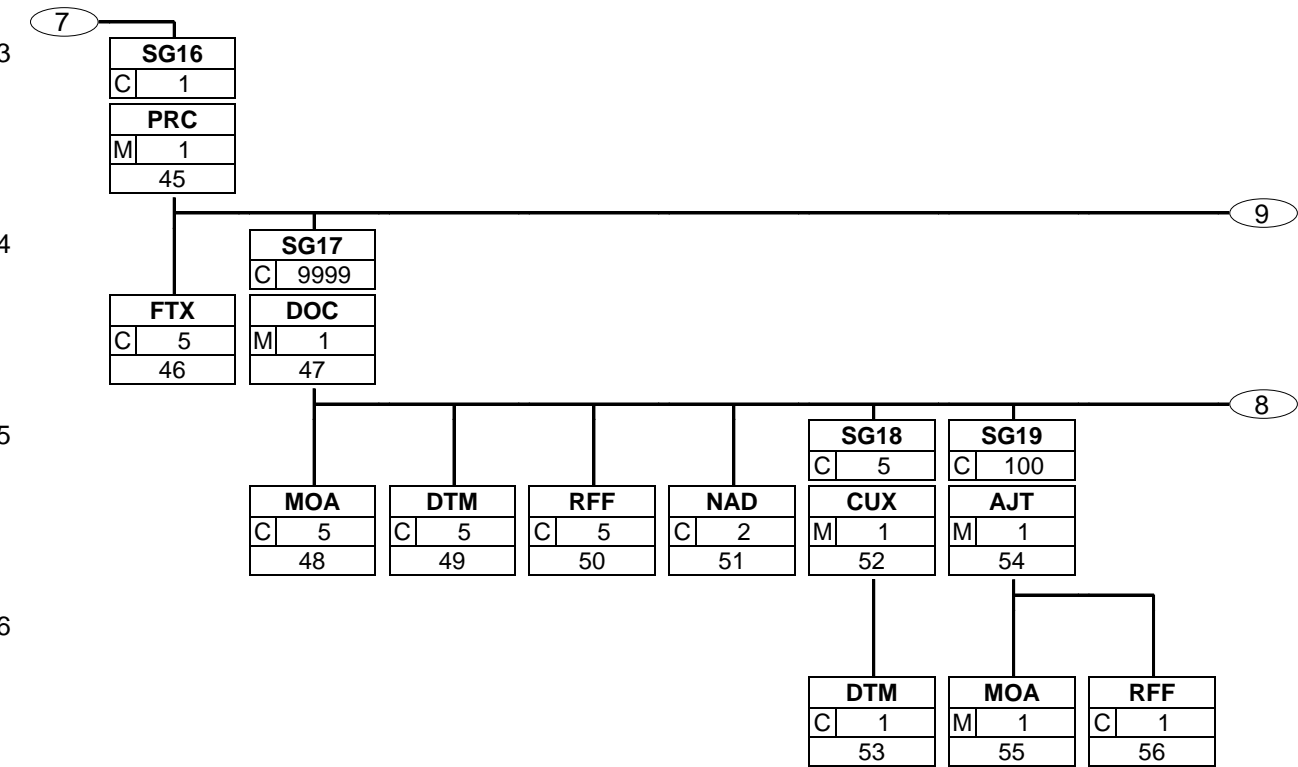 7
3
SG16
C 1
PRC
M 1
45
9
4
SG17
C 9999
FTX DOC
C 5 M 1
46 47
8
5
SG18 SG19
C 5 C 100
MOA DTM RFF NAD CUX AJT
C 5 C 5 C 5 C 2 M 1 M 1
48 49 50 51 52 54
6
DTM MOA RFF
C 1 M 1 C 1
53 55 56